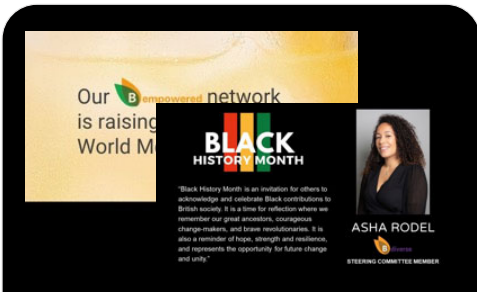 Our Bempowered network
is raising
World M
BLACK
HISTORY MONTH
"Black History Month is an invitation for others to
acknowledge and celebrate Black contributions to
British society. It is a time for reflection where we
remember our great ancestors, courageous
change-makers, and brave revolutionaries. It is
also a reminder of hope, strength and resilience,
and represents the opportunity for future change
and unity."
ASHA RODEL
Bdiverse
STEERING COMMITTEE MEMBER